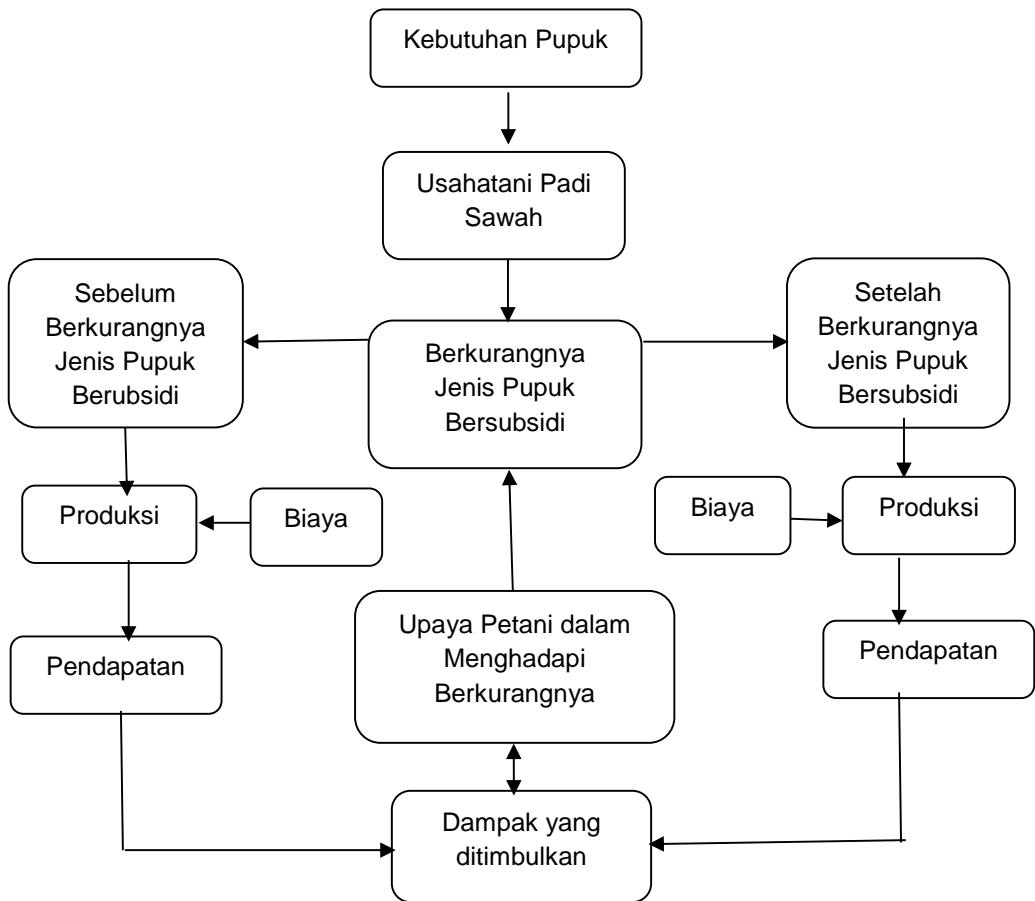 Kebutuhan Pupuk
Usahatani Padi
Sawah
Sebelum
Berkurangnya
Jenis Pupuk
Berubsidi
Berkurangnya
Jenis Pupuk
Bersubsidi
Setelah
Berkurangnya
Jenis Pupuk
Bersubsidi
Produksi
Biaya
Biaya
Produksi
Pendapatan
Upaya Petani dalam
Menghadapi
Berkurangnya
Pendapatan
Dampak yang
ditimbulkan